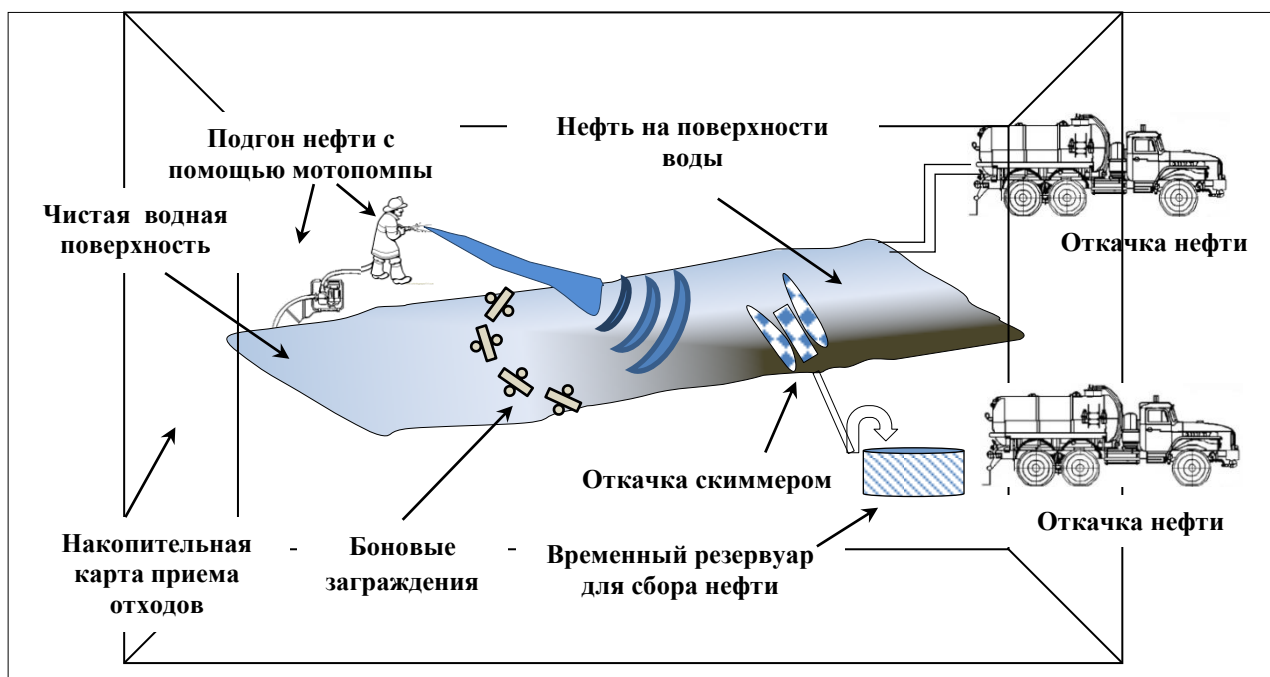 Подгон нефти с
помощью мотопомпы
Нефть на поверхности
воды
Чистая водная
поверхность
Откачка нефти
Откачка скиммером
Откачка нефти
Накопительная
карта приема
отходов
Боновые
заграждения
Временный резервуар
для сбора нефти